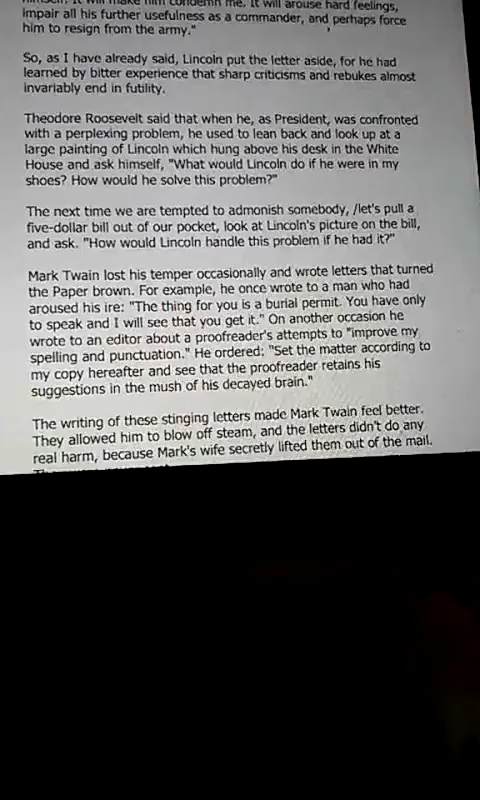 himself. It will make him condemn me. It will arouse hard feelings,
impair all his further usefulness as a commander, and perhaps force
him to resign from the army."
So, as I have already said, Lincoln put the letter aside, for he had
learned by bitter experience that sharp criticisms and rebukes almost
invariably end in futility.
Theodore Roosevelt said that when he, as President, was confronted
with a perplexing problem, he used to lean back and look up at a
large painting of Lincoln which hung above his desk in the White
House and ask himself, "What would Lincoln do if he were in my
shoes? How would he solve this problem?"
The next time we are tempted to admonish somebody, /let's pull a
five-dollar bill out of our pocket, look at Lincoln's picture on the bill,
and ask. "How would Lincoln handle this problem if he had it?"
Mark Twain lost his temper occasionally and wrote letters that turned
the Paper brown. For example, he once wrote to a man who had
aroused his ire: "The thing for you is a burial permit. You have only
to speak and I will see that you get it." On another occasion he
wrote to an editor about a proofreader's attempts to "improve my
spelling and punctuation." He ordered: "Set the matter according to
my copy hereafter and see that the proofreader retains his
suggestions in the mush of his decayed brain."
The writing of these stinging letters made Mark Twain feel better.
They allowed him to blow off steam, and the letters didn't do any
real harm, because Mark's wife secretly lifted them out of the mail.